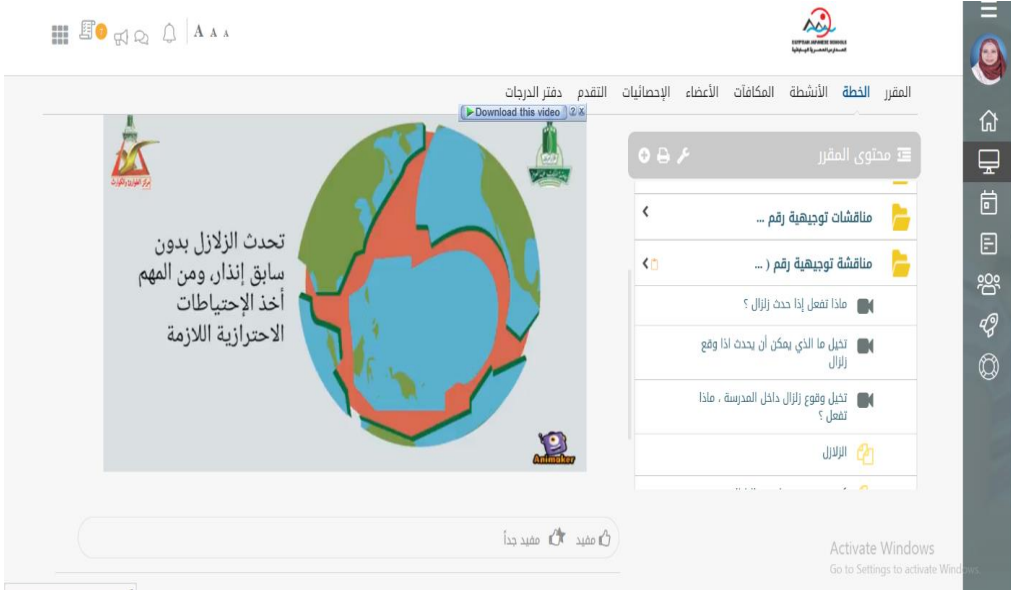 A A A
EGYPTIAN JAPANESE SCHOOLS
المقرر الخطة الأنشطة المكافآت الأعضاء الإحصائيات التقدم دفتر الدرجات
Download this video
محتوى المقرر
مناقشات توجيهية رقم ...
مناقشة توجيهية رقم ( ...
ماذا تفعل إذا حدث زلزال ؟
تخيل ما الذي يمكن أن يحدث اذا وقع
زلزال
تخيل وقوع زلزال داخل المدرسة ، ماذا
تفعل ؟
الزلازل
تحدث الزلازل بدون
سابق إنذار، ومن المهم
أخذ الإحتياطات
الاحترازية اللازمة
Animaker
مفيد مفيد جداً
Activate Windows
Go to Settings to activate Windows.